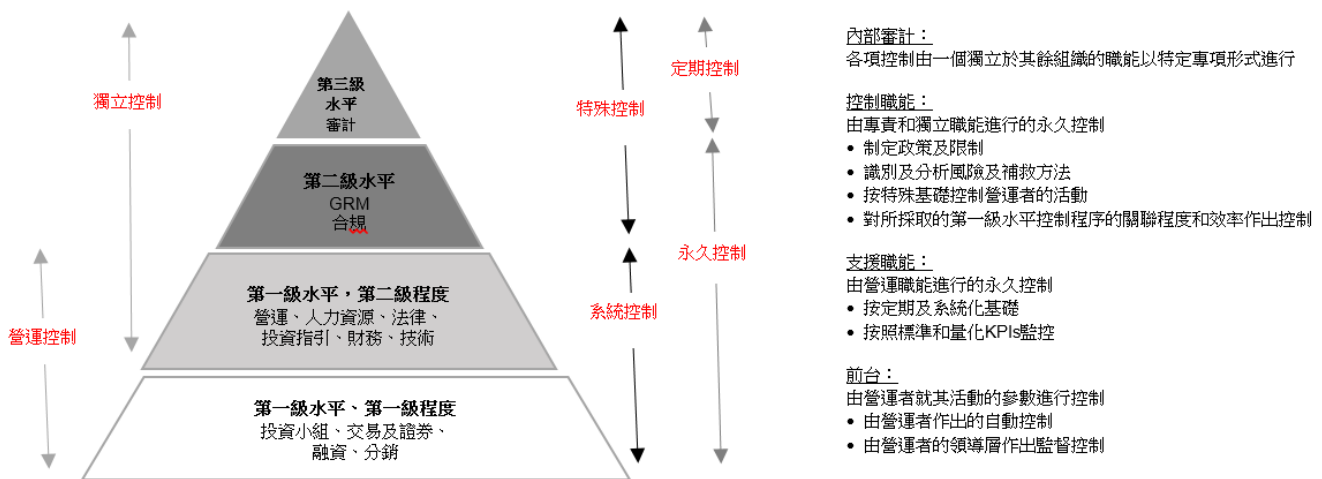 獨立控制
營運控制
第三級
水平
審計
第二級水平
GRM
合規
第一級水平，第二級程度
營運、人力資源、法律、
投資指引、財務、技術
第一級水平、第一級程度
投資小組、交易及證券、
融資、分銷
特殊控制
系統控制
定期控制
永久控制
內部審計：
各項控制由一個獨立於其餘組織的職能以特定專項形式進行
控制職能：
由專責和獨立職能進行的永久控制
• 制定政策及限制
• 識別及分析風險及補救方法
• 按特殊基礎控制營運者的活動
• 對所採取的第一級水平控制程序的關聯程度和效率作出控制
支援職能：
由營運職能進行的永久控制
• 按定期及系統化基礎
• 按照標準和量化KPIs監控
前台：
由營運者就其活動的參數進行控制
• 由營運者作出的自動控制
• 由營運者的領導層作出監督控制